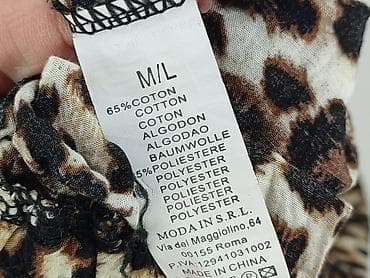 M/L
65%COTON
COTTON
COTON
ALGODON
ALGODAO
BAUMWOLLE
5%POLIESTERE
POLYESTER
POLIESTER
POLYESTER
POLIESTER
POLYESTER
MODA IN S.R.L.
Via del Maggiolino,64
00155 Roma
P.IVA.12941031002
MADE IN CHINA